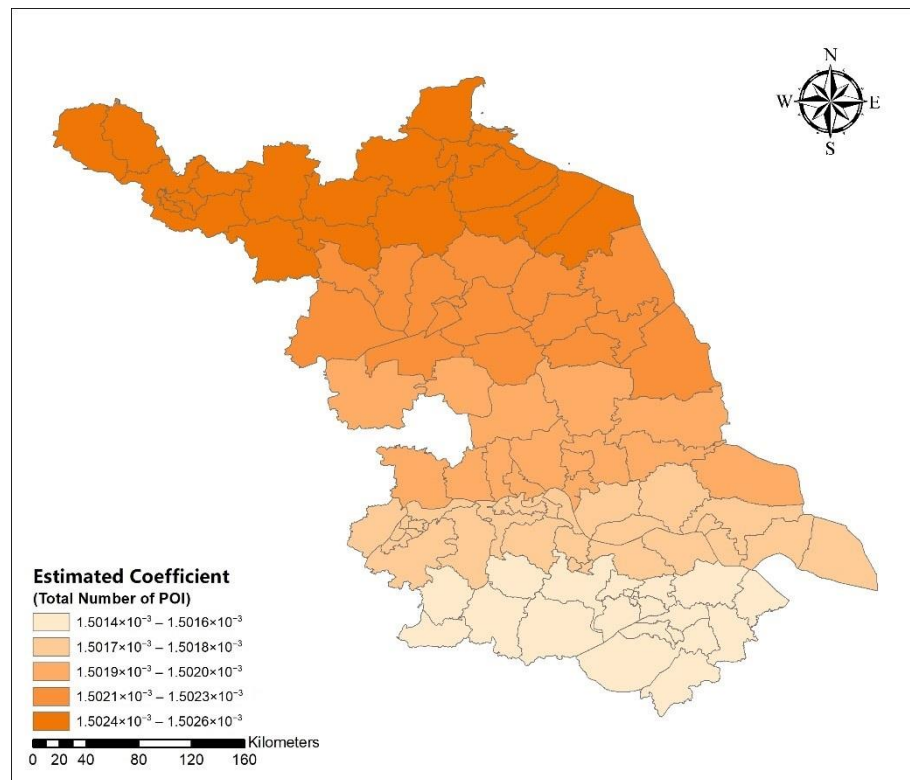 N
W E
S
Estimated Coefficient
(Total Number of POI)
1.5014×10⁻³ – 1.5016×10⁻³
1.5017×10⁻³ – 1.5018×10⁻³
1.5019×10⁻³ – 1.5020×10⁻³
1.5021×10⁻³ – 1.5023×10⁻³
1.5024×10⁻³ – 1.5026×10⁻³
Kilometers
0 20 40 80 120 160